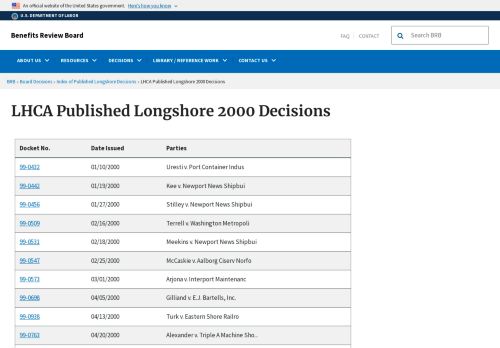 An official website of the United States government. Here's how you know
U.S. DEPARTMENT OF LABOR
Benefits Review Board
FAQ CONTACT
Search BRB
ABOUT US RESOURCES DECISIONS LIBRARY / REFERENCE WORK CONTACT US
BRB › Board Decisions › Index of Published Longshore Decisions › LHCA Published Longshore 2000 Decisions
LHCA Published Longshore 2000 Decisions
Docket No. Date Issued Parties
99-0422 01/10/2000 Uresti v. Port Container Indus
99-0442 01/19/2000 Kee v. Newport News Shipbui
99-0456 01/27/2000 Stilley v. Newport News Shipbui
99-0509 02/16/2000 Terrell v. Washington Metropoli
99-0531 02/18/2000 Meekins v. Newport News Shipbui
99-0547 02/25/2000 McCaskie v. Aalborg Ciserv Norfo
99-0573 03/01/2000 Arjona v. Interport Maintenanc
99-0698 04/05/2000 Gilliand v. E.J. Bartells, Inc.
99-0938 04/13/2000 Turk v. Eastern Shore Railro
99-0763 04/20/2000 Alexander v. Triple A Machine Sho..